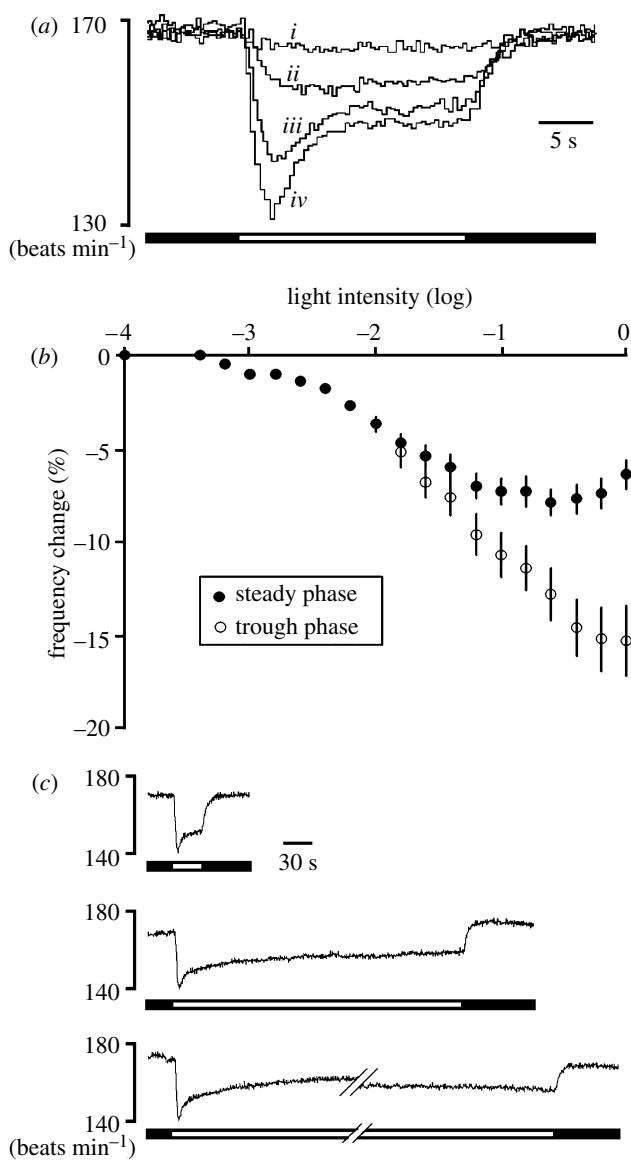 (a)
170
i
ii
iii
iv
5 s
130
(beats min⁻¹)
light intensity (log)
−4 −3 −2 −1 0
(b)
0
−5
−10
−15
−20
frequency change (%)
steady phase
trough phase
(c)
180
140
30 s
180
140
180
140
(beats min⁻¹)